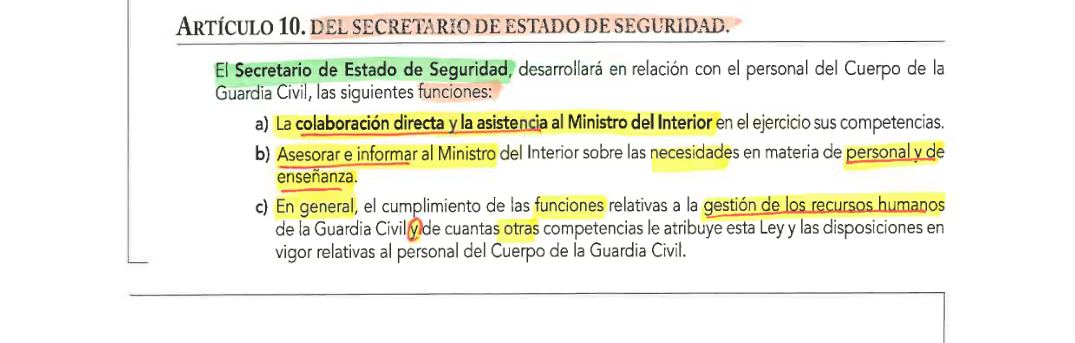 ARTÍCULO 10. DEL SECRETARIO DE ESTADO DE SEGURIDAD.
El Secretario de Estado de Seguridad, desarrollará en relación con el personal del Cuerpo de la
Guardia Civil, las siguientes funciones:
a) La colaboración directa y la asistencia al Ministro del Interior en el ejercicio sus competencias.
b) Asesorar e informar al Ministro del Interior sobre las necesidades en materia de personal y de
enseñanza.
c) En general, el cumplimiento de las funciones relativas a la gestión de los recursos humanos
de la Guardia Civil y de cuantas otras competencias le atribuye esta Ley y las disposiciones en
vigor relativas al personal del Cuerpo de la Guardia Civil.